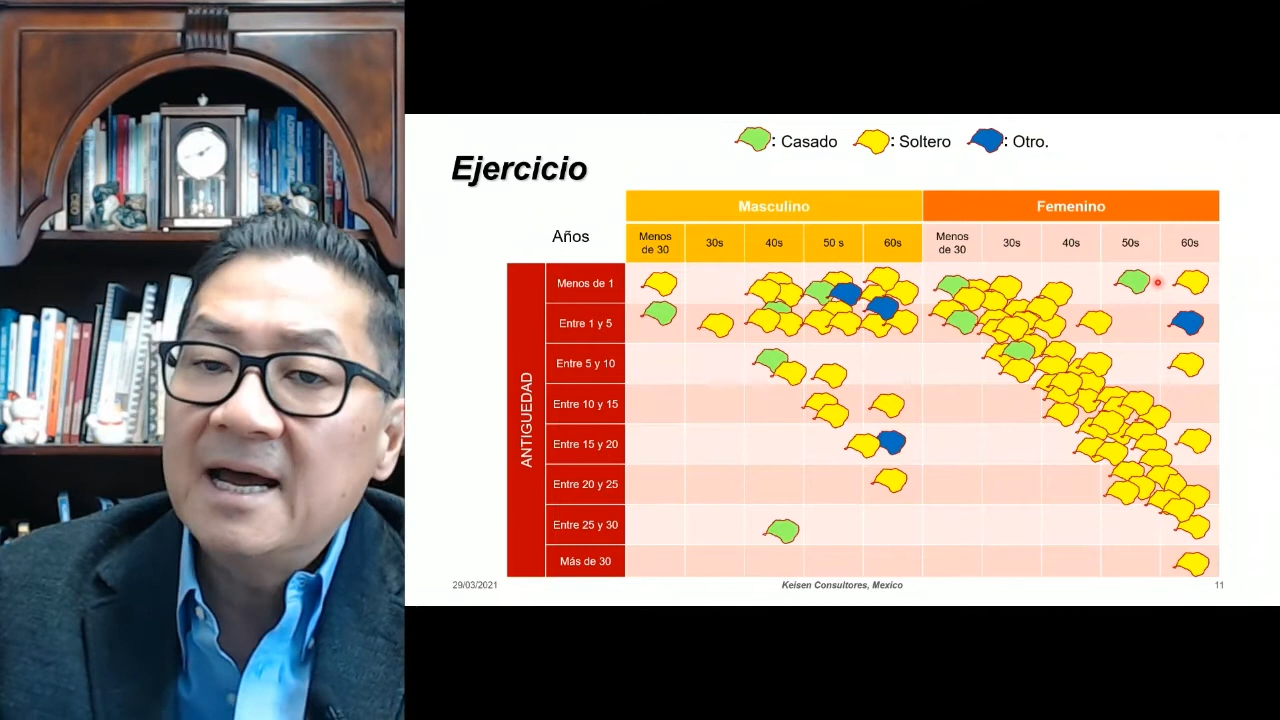 : Casado : Soltero : Otro.
Ejercicio
Masculino Femenino
Años
Menos de 30 30s 40s 50 s 60s Menos de 30 30s 40s 50s 60s
ANTIGUEDAD
Menos de 1
Entre 1 y 5
Entre 5 y 10
Entre 10 y 15
Entre 15 y 20
Entre 20 y 25
Entre 25 y 30
Más de 30
29/03/2021 Keisen Consultores, Mexico 11